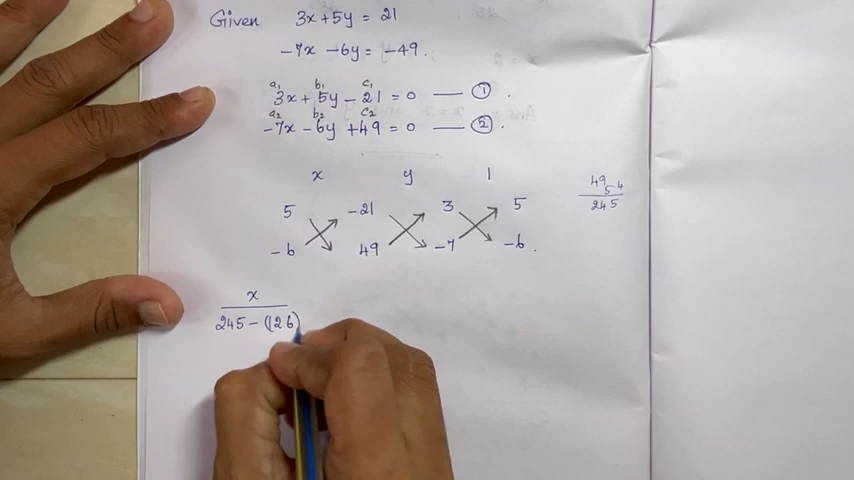 Given 3x + 5y = 21
-7x - 6y = -49.
a₁ b₁ c₁
3x + 5y - 21 = 0 — ①.
a₂ b₂ c₂
-7x - 6y + 49 = 0 — ②.
x y 1
5 -21 3 5
-6 49 -7 -6.
49
5 4
245
x
245 - (126)